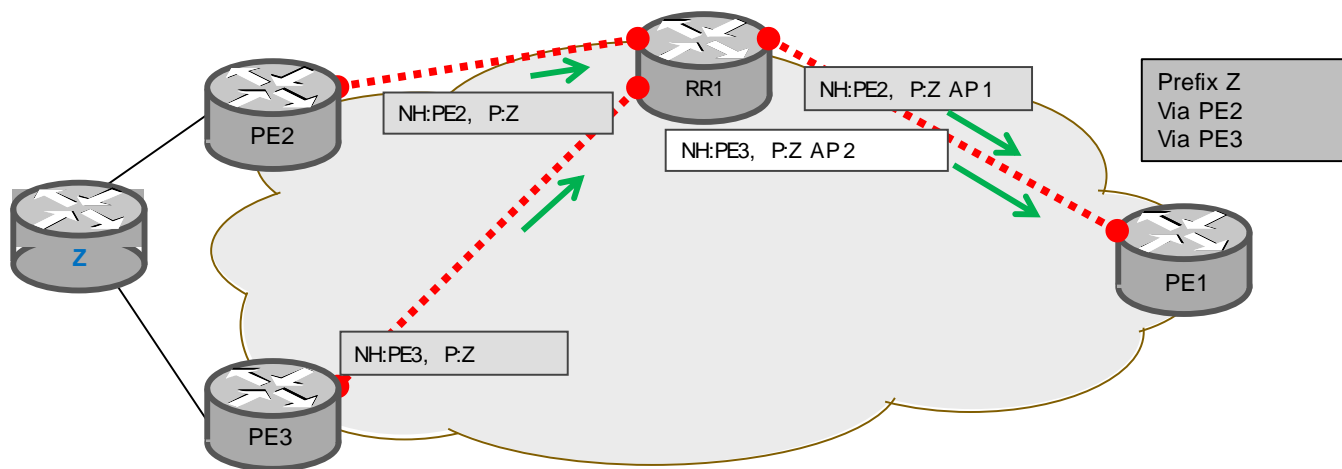 RR1
PE2
NH:PE2, P:Z
NH:PE2, P:Z AP 1
NH:PE3, P:Z AP 2
Prefix Z
Via PE2
Via PE3
Z
PE1
NH:PE3, P:Z
PE3